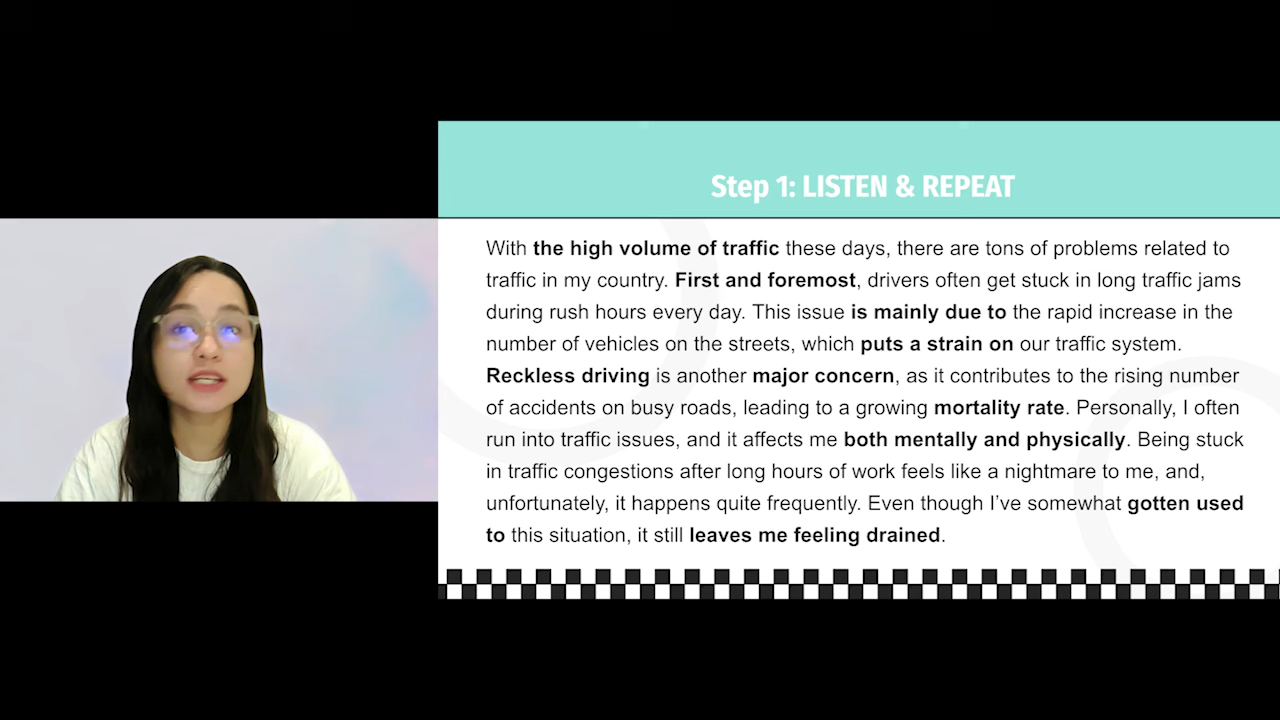 Step 1: LISTEN & REPEAT
With the high volume of traffic these days, there are tons of problems related to
traffic in my country. First and foremost, drivers often get stuck in long traffic jams
during rush hours every day. This issue is mainly due to the rapid increase in the
number of vehicles on the streets, which puts a strain on our traffic system.
Reckless driving is another major concern, as it contributes to the rising number
of accidents on busy roads, leading to a growing mortality rate. Personally, I often
run into traffic issues, and it affects me both mentally and physically. Being stuck
in traffic congestions after long hours of work feels like a nightmare to me, and,
unfortunately, it happens quite frequently. Even though I’ve somewhat gotten used
to this situation, it still leaves me feeling drained.